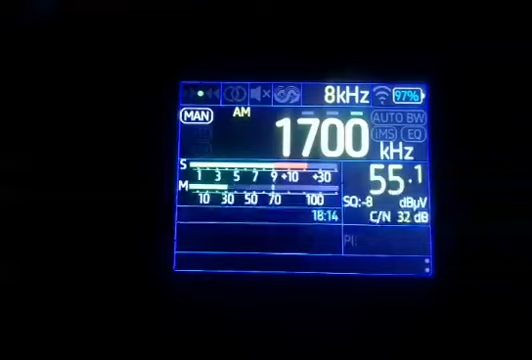 8kHz 97%
MAN AM AUTO BW
1700 kHz
iMS EQ
S
1 3 5 7 9 +10 +30
55.1
M
10 30 50 70 100
SQ:-8 dBµV
18:14 C/N 32 dB
PI: